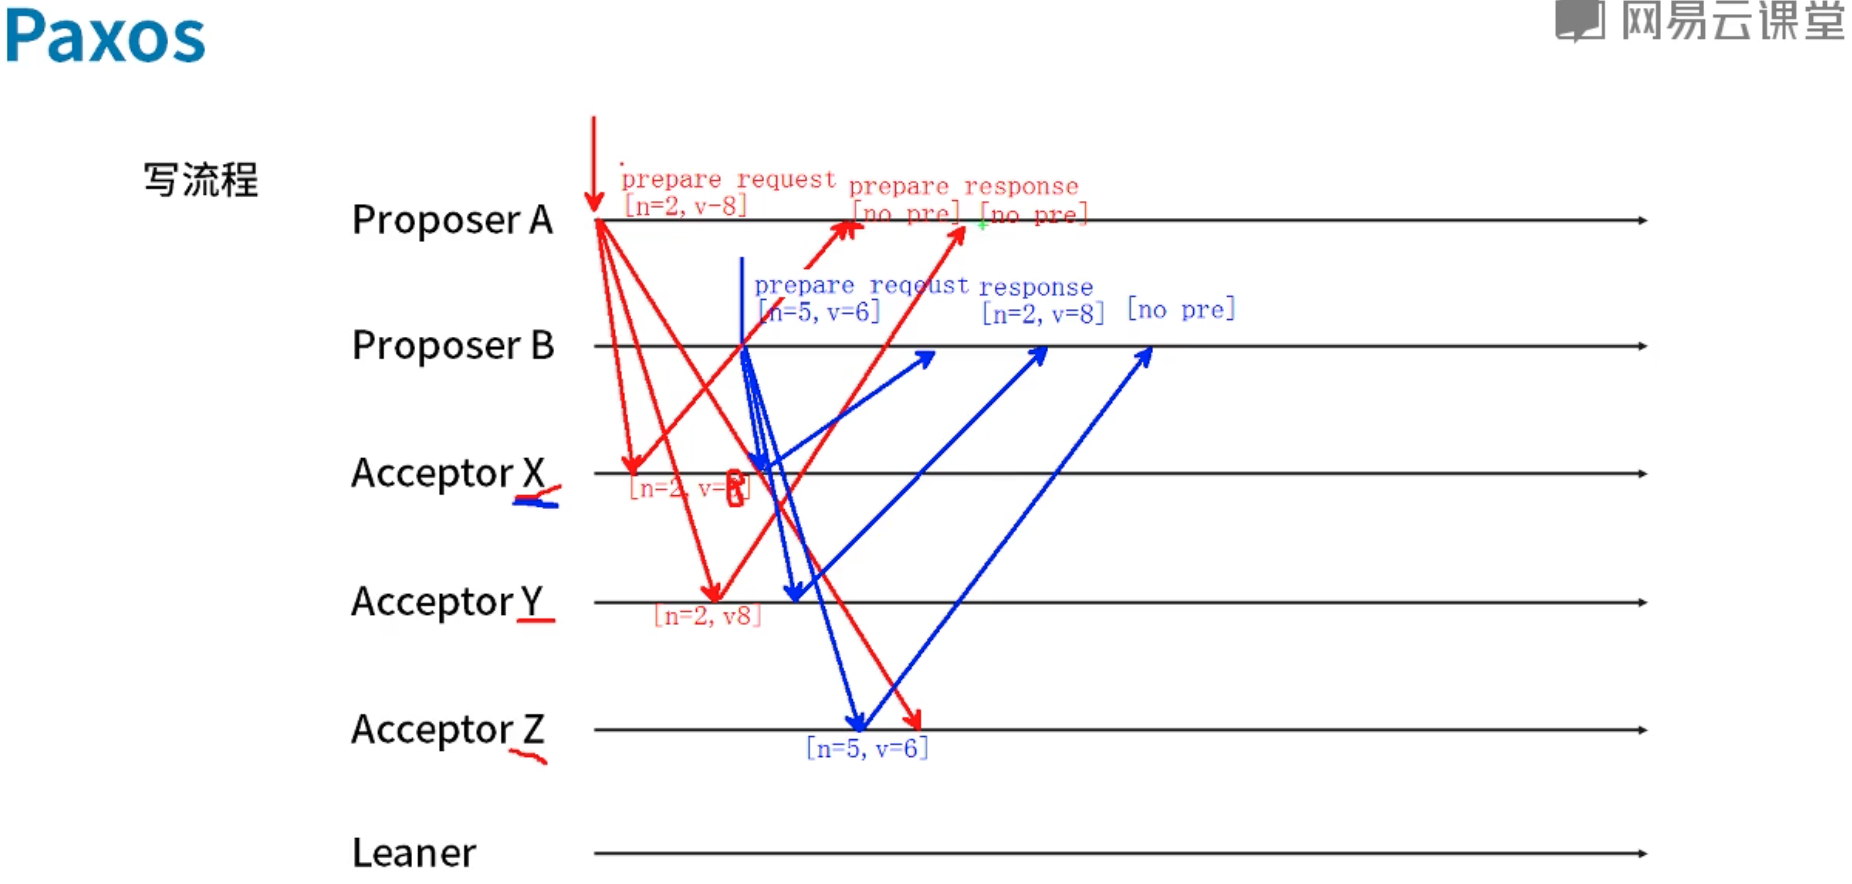 Paxos
网易云课堂
写流程
prepare request
[n=2,v-8]
prepare response
[no pre] [no pre]
Proposer A
prepare reqeust
[n=5,v=6]
response
[n=2,v=8] [no pre]
Proposer B
Acceptor X
[n=2,v=8]
Acceptor Y
[n=2,v8]
Acceptor Z
[n=5,v=6]
Leaner